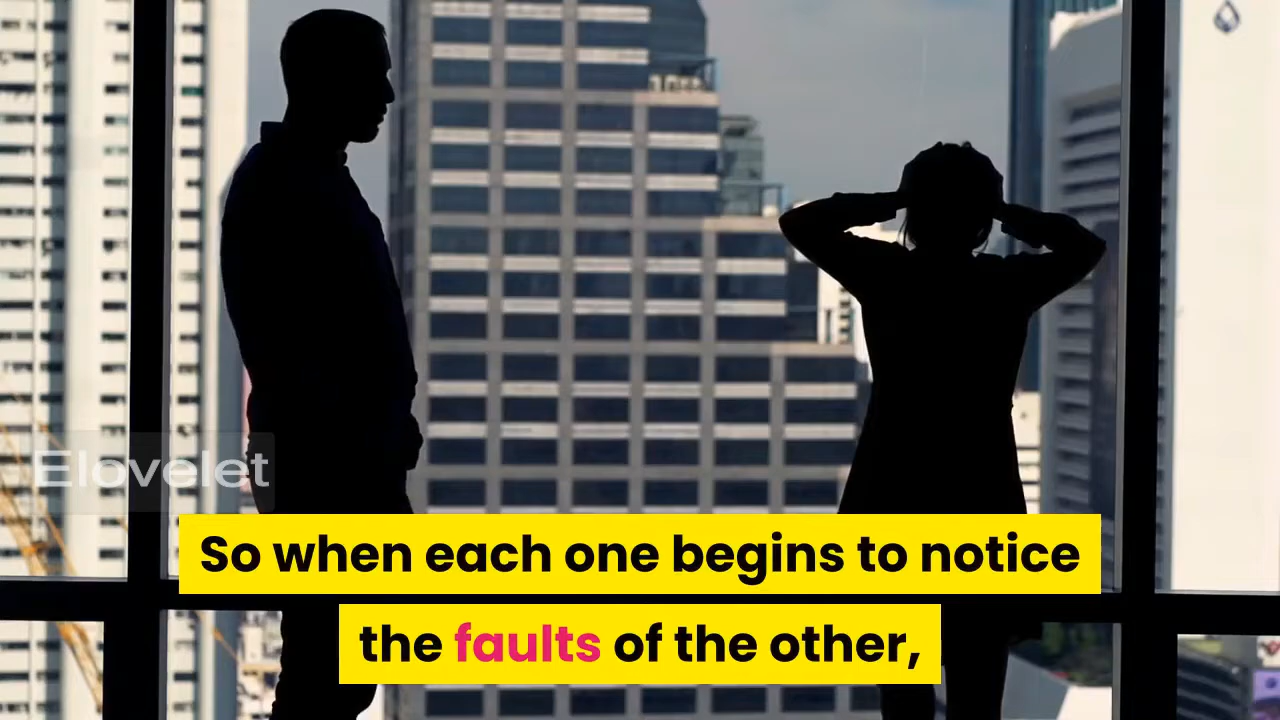 Elovelet
So when each one begins to notice
the faults of the other,